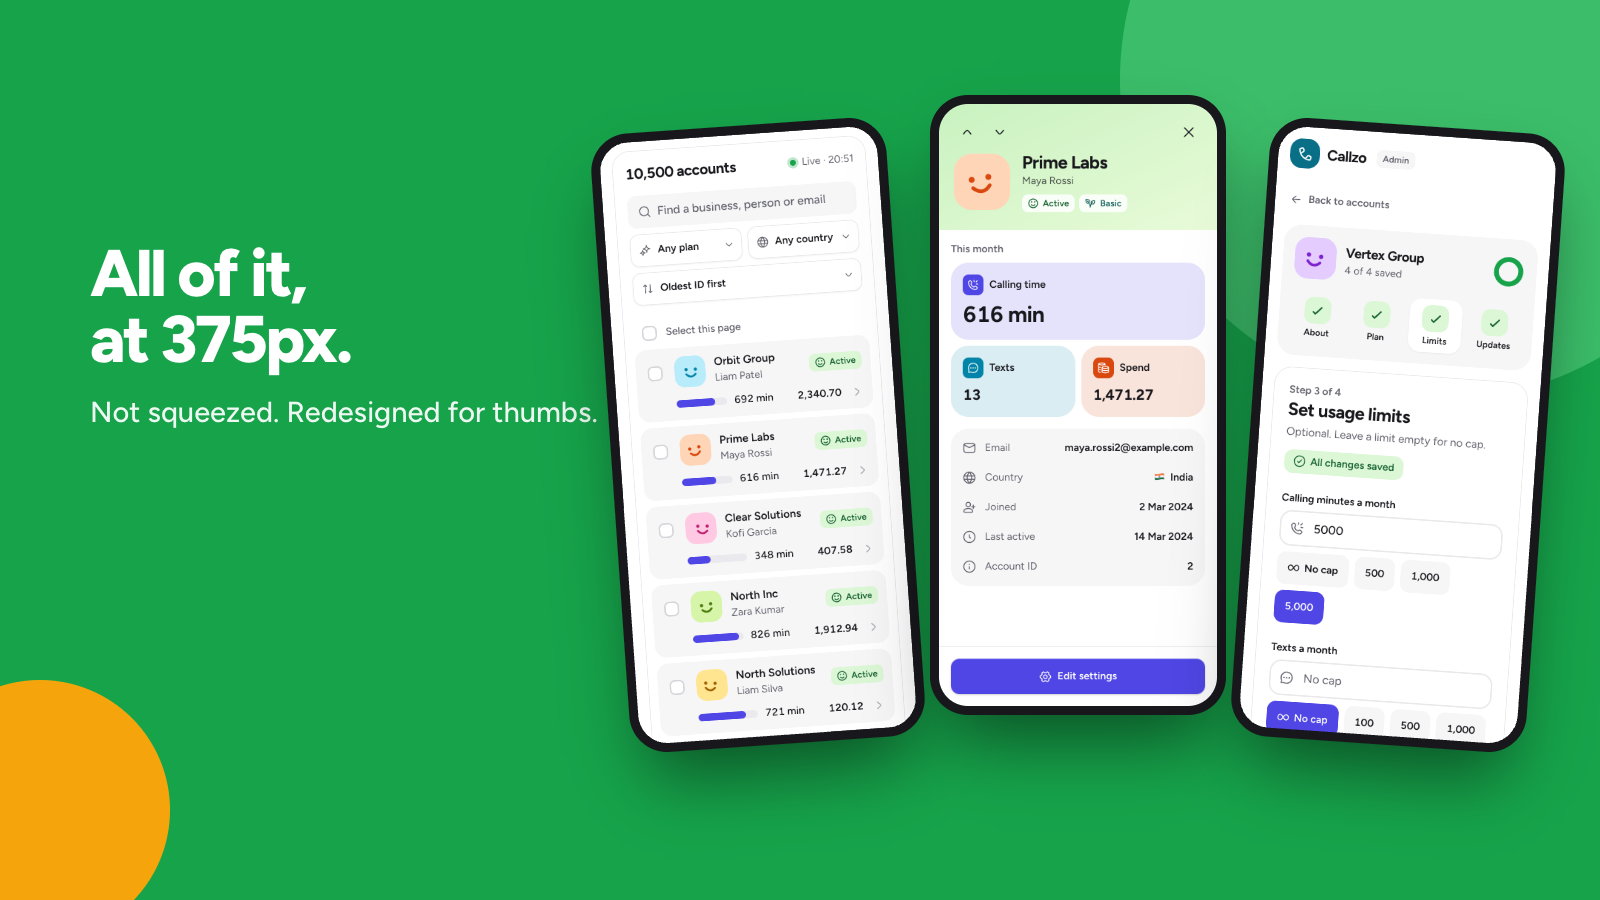 All of it,
at 375px.
Not squeezed. Redesigned for thumbs.
10,500 accounts
Live · 20:51
Find a business, person or email
Any plan
Any country
Oldest ID first
Select this page
Orbit Group
Liam Patel
Active
692 min
2,340.70
Prime Labs
Maya Rossi
Active
616 min
1,471.27
Clear Solutions
Kofi Garcia
Active
348 min
407.58
North Inc
Zara Kumar
Active
826 min
1,912.94
North Solutions
Liam Silva
Active
721 min
120.12
Prime Labs
Maya Rossi
Active
Basic
This month
Calling time
616 min
Texts
13
Spend
1,471.27
Email
maya.rossi2@example.com
Country
India
Joined
2 Mar 2024
Last active
14 Mar 2024
Account ID
2
Edit settings
Callzo
Admin
Back to accounts
Vertex Group
4 of 4 saved
About
Plan
Limits
Updates
Step 3 of 4
Set usage limits
Optional. Leave a limit empty for no cap.
All changes saved
Calling minutes a month
5000
No cap
500
1,000
5,000
Texts a month
No cap
No cap
100
500
1,000